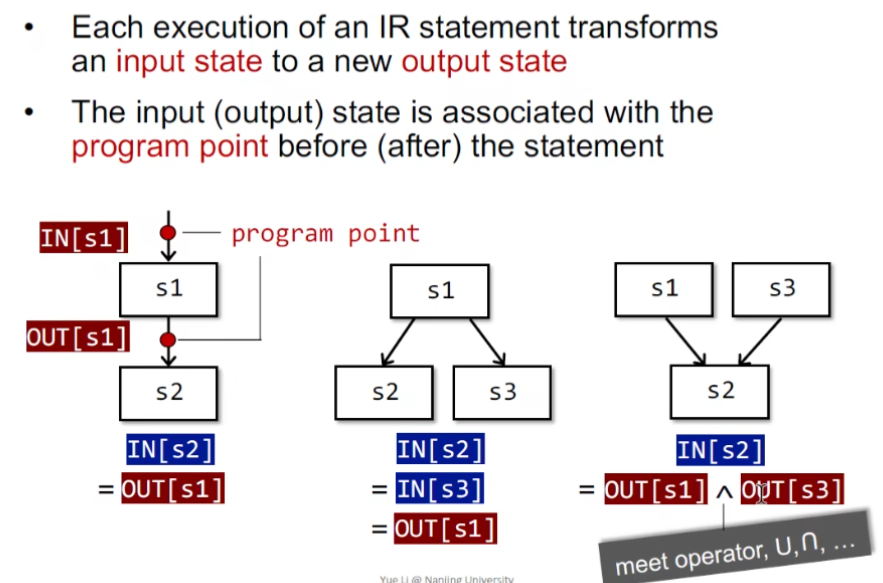 • Each execution of an IR statement transforms
an input state to a new output state
• The input (output) state is associated with the
program point before (after) the statement
IN[s1]
program point
s1
OUT[s1]
s2
IN[s2]
= OUT[s1]
s1
s2
s3
IN[s2]
= IN[s3]
= OUT[s1]
s1
s3
s2
IN[s2]
= OUT[s1] ∧ OUT[s3]
meet operator, ∪,∩, ...
Yue Li @ Nanjing University